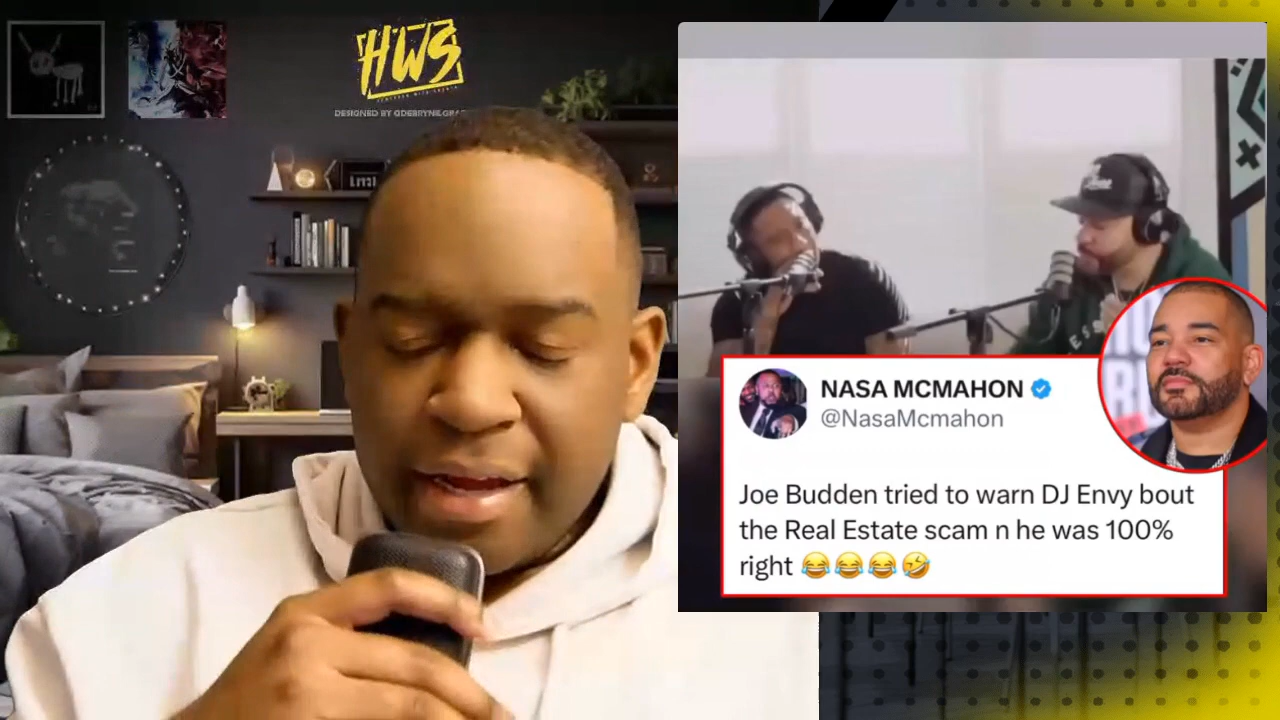 HWS
DESIGNED BY @DEBRYNE.GRA
NASA MCMAHON
@NasaMcmahon
Joe Budden tried to warn DJ Envy bout
the Real Estate scam n he was 100%
right 😂😂😂🤣